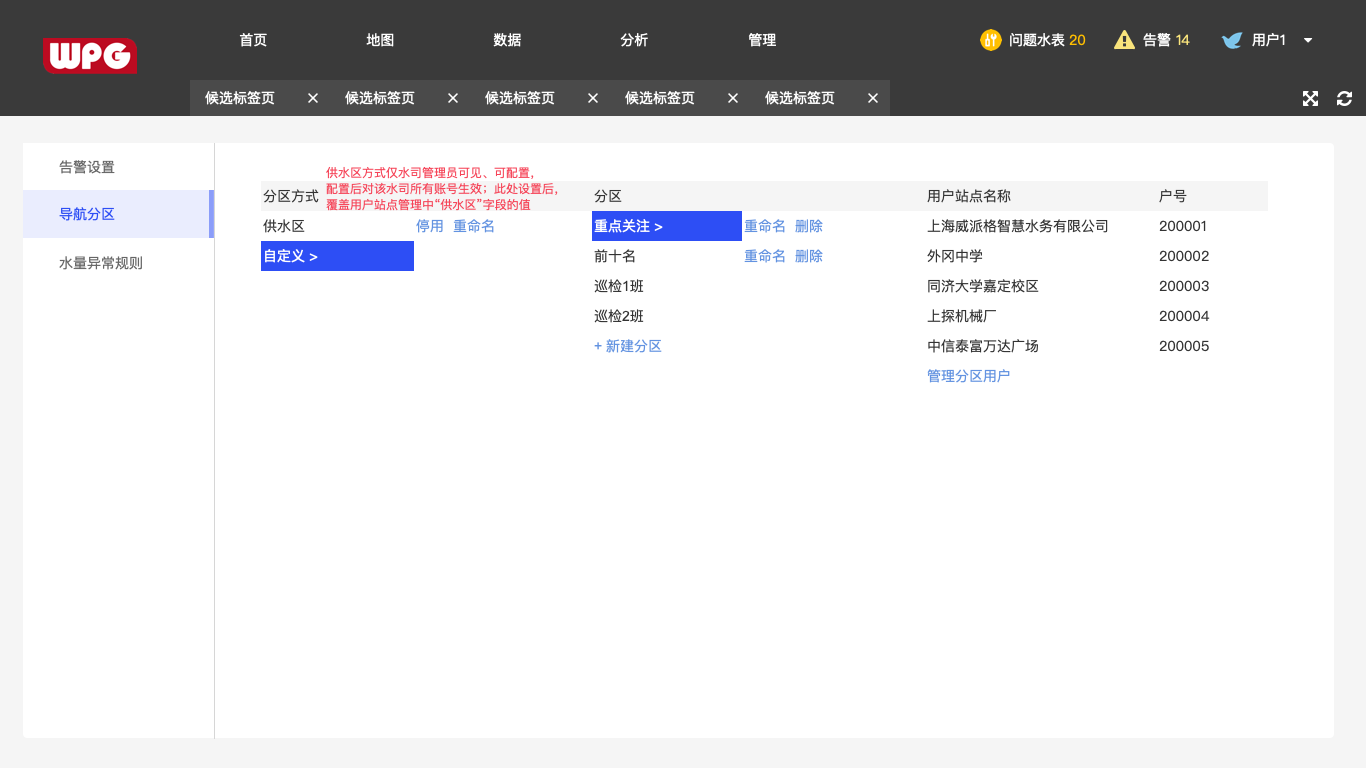 WPG
首页 地图 数据 分析 管理 问题水表 20 告警 14 用户1
候选标签页 候选标签页 候选标签页 候选标签页 候选标签页
告警设置
导航分区
水量异常规则
供水区方式仅水司管理员可见、可配置，
配置后对该水司所有账号生效；此处设置后，
覆盖用户站点管理中“供水区”字段的值
分区方式 分区 用户站点名称 户号
供水区 停用 重命名 重点关注 > 重命名 删除 上海威派格智慧水务有限公司 200001
自定义 > 前十名 重命名 删除 外冈中学 200002
巡检1班 同济大学嘉定校区 200003
巡检2班 上探机械厂 200004
+ 新建分区 中信泰富万达广场 200005
管理分区用户